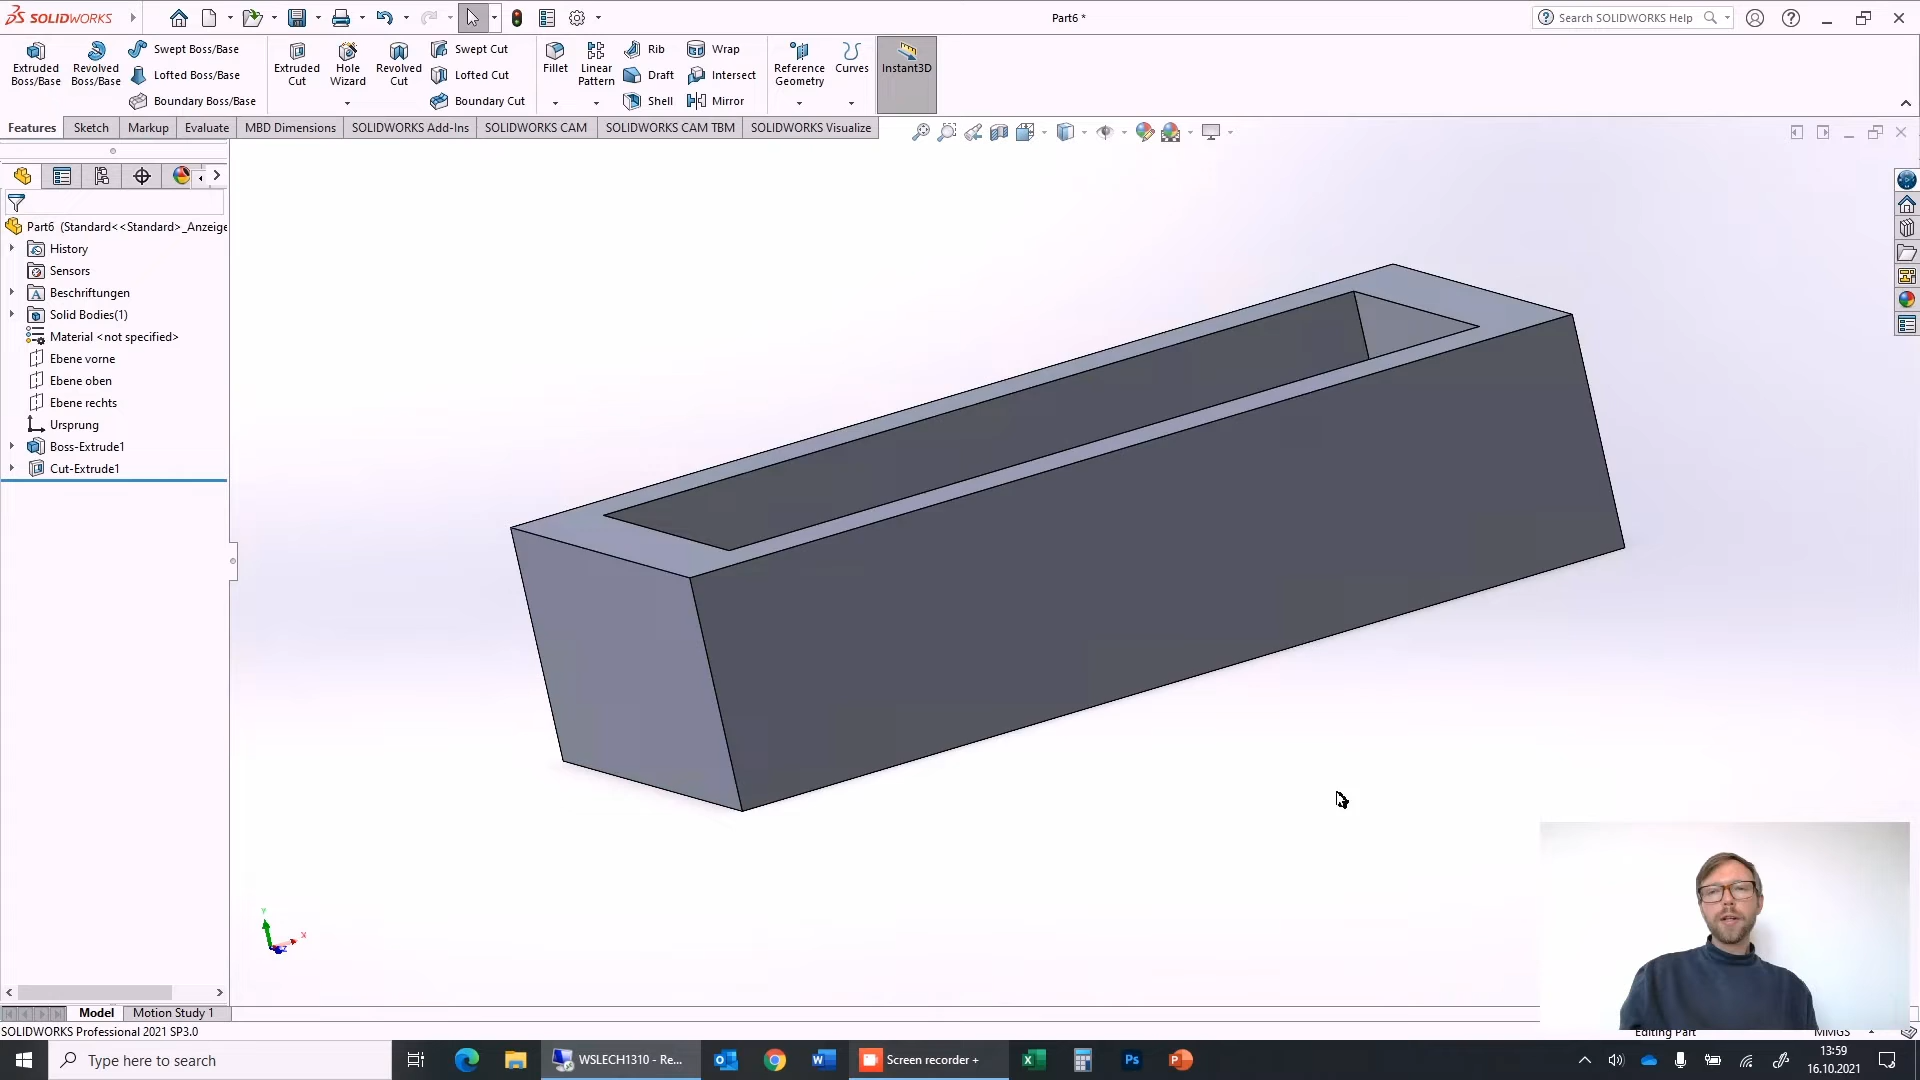 SOLIDWORKS
Part6 *
Search SOLIDWORKS Help
Extruded Boss/Base
Revolved Boss/Base
Swept Boss/Base
Lofted Boss/Base
Boundary Boss/Base
Extruded Cut
Hole Wizard
Revolved Cut
Swept Cut
Lofted Cut
Boundary Cut
Fillet
Linear Pattern
Rib
Draft
Shell
Wrap
Intersect
Mirror
Reference Geometry
Curves
Instant3D
Features
Sketch
Markup
Evaluate
MBD Dimensions
SOLIDWORKS Add-Ins
SOLIDWORKS CAM
SOLIDWORKS CAM TBM
SOLIDWORKS Visualize
Part6 (Standard<<Standard>_Anzeige
History
Sensors
Beschriftungen
Solid Bodies(1)
Material <not specified>
Ebene vorne
Ebene oben
Ebene rechts
Ursprung
Boss-Extrude1
Cut-Extrude1
Y
X
Z
Model
Motion Study 1
SOLIDWORKS Professional 2021 SP3.0
Editing Part
MMGS
Type here to search
WSLECH1310 - Re...
Screen recorder +
13:59
16.10.2021